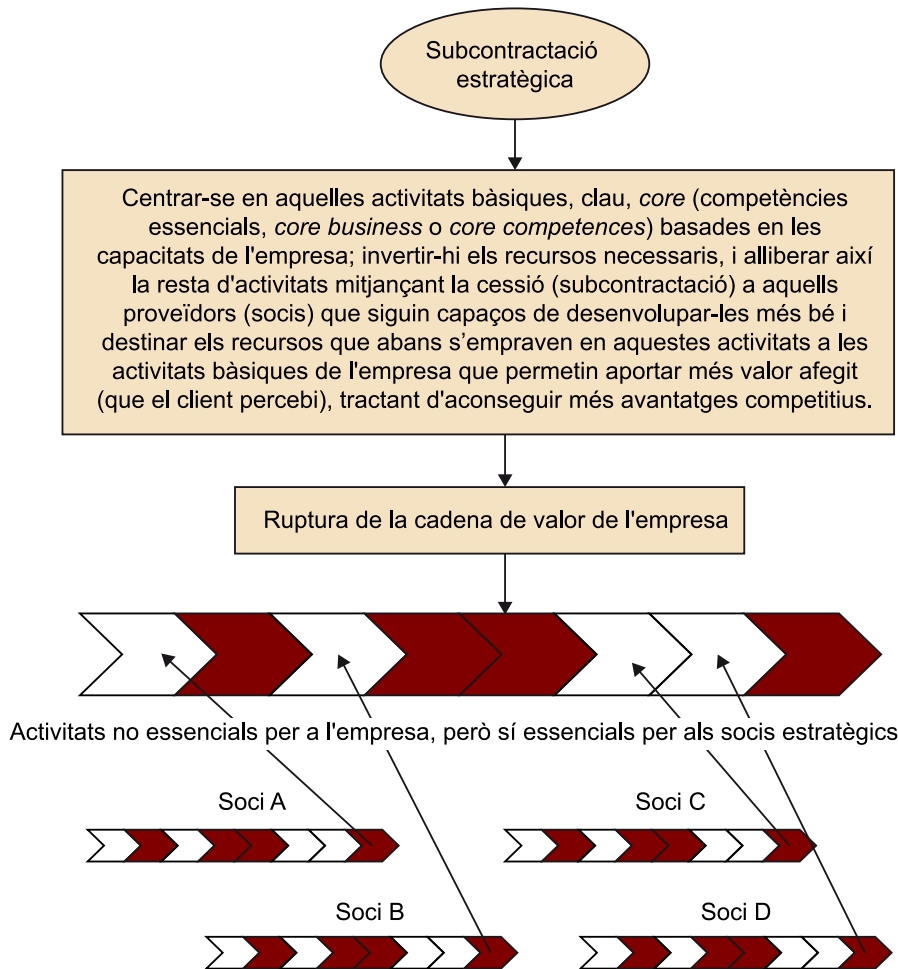 Subcontractació
estratègica
Centrar-se en aquelles activitats bàsiques, clau, core (competències
essencials, core business o core competences) basades en les
capacitats de l'empresa; invertir-hi els recursos necessaris, i alliberar així
la resta d'activitats mitjançant la cessió (subcontractació) a aquells
proveïdors (socis) que siguin capaços de desenvolupar-les més bé i
destinar els recursos que abans s’empraven en aquestes activitats a les
activitats bàsiques de l'empresa que permetin aportar més valor afegit
(que el client percebi), tractant d'aconseguir més avantatges competitius.
Ruptura de la cadena de valor de l'empresa
Activitats no essencials per a l'empresa, però sí essencials per als socis estratègics
Soci A
Soci C
Soci B
Soci D